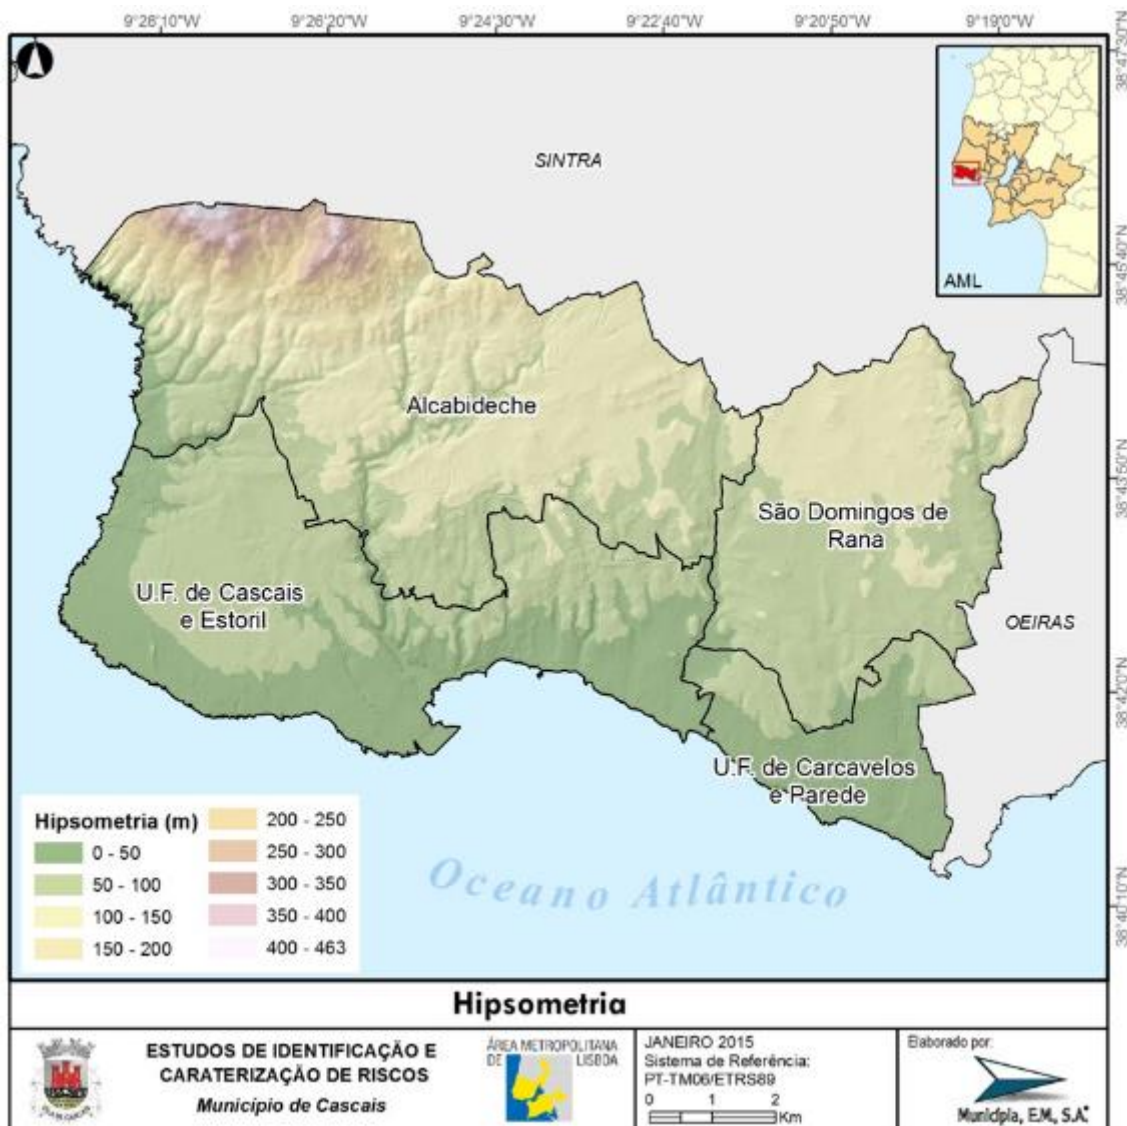 9°28'10"W
9°26'20"W
9°24'30"W
9°22'40"W
9°20'50"W
9°19'0"W
38°47'30"N
38°45'40"N
38°43'50"N
38°42'0"N
38°40'10"N
SINTRA
AML
Alcabideche
São Domingos de
Rana
U.F. de Cascais
e Estoril
OEIRAS
U.F. de Carcavelos
e Parede
Oceano Atlântico
Hipsometria (m)
0 - 50
50 - 100
100 - 150
150 - 200
200 - 250
250 - 300
300 - 350
350 - 400
400 - 463
Hipsometria
ESTUDOS DE IDENTIFICAÇÃO E
CARATERIZAÇÃO DE RISCOS
Município de Cascais
ÁREA METROPOLITANA
DE LISBOA
JANEIRO 2015
Sistema de Referência:
PT-TM06/ETRS89
0 1 2
Km
Elaborado por:
Municípia, E.M., S.A.